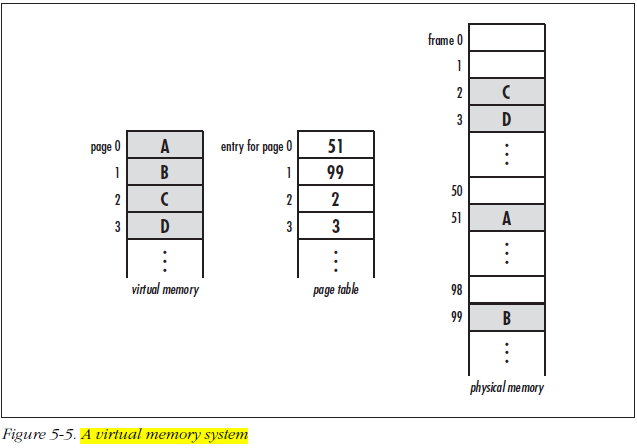 frame 0
1
2 C
3 D
50
51 A
98
99 B
physical memory
page 0 A
1 B
2 C
3 D
virtual memory
entry for page 0 51
1 99
2 2
3 3
page table
Figure 5-5. A virtual memory system